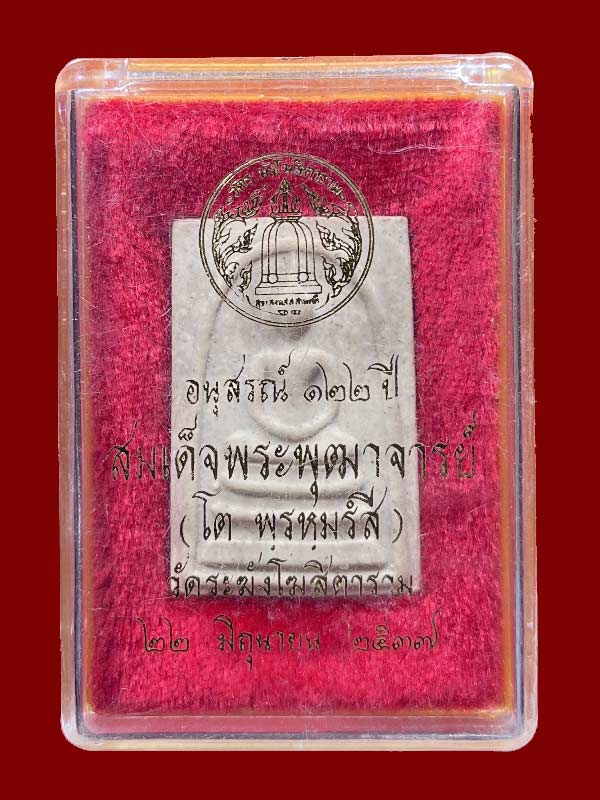 อนุสรณ์ ๑๒๒ ปี
สมเด็จพระพุฒาจารย์
(โต พฺรหฺมรํสี)
วัดระฆังโฆสิตาราม
๒๒ มิถุนายน ๒๕๓๗